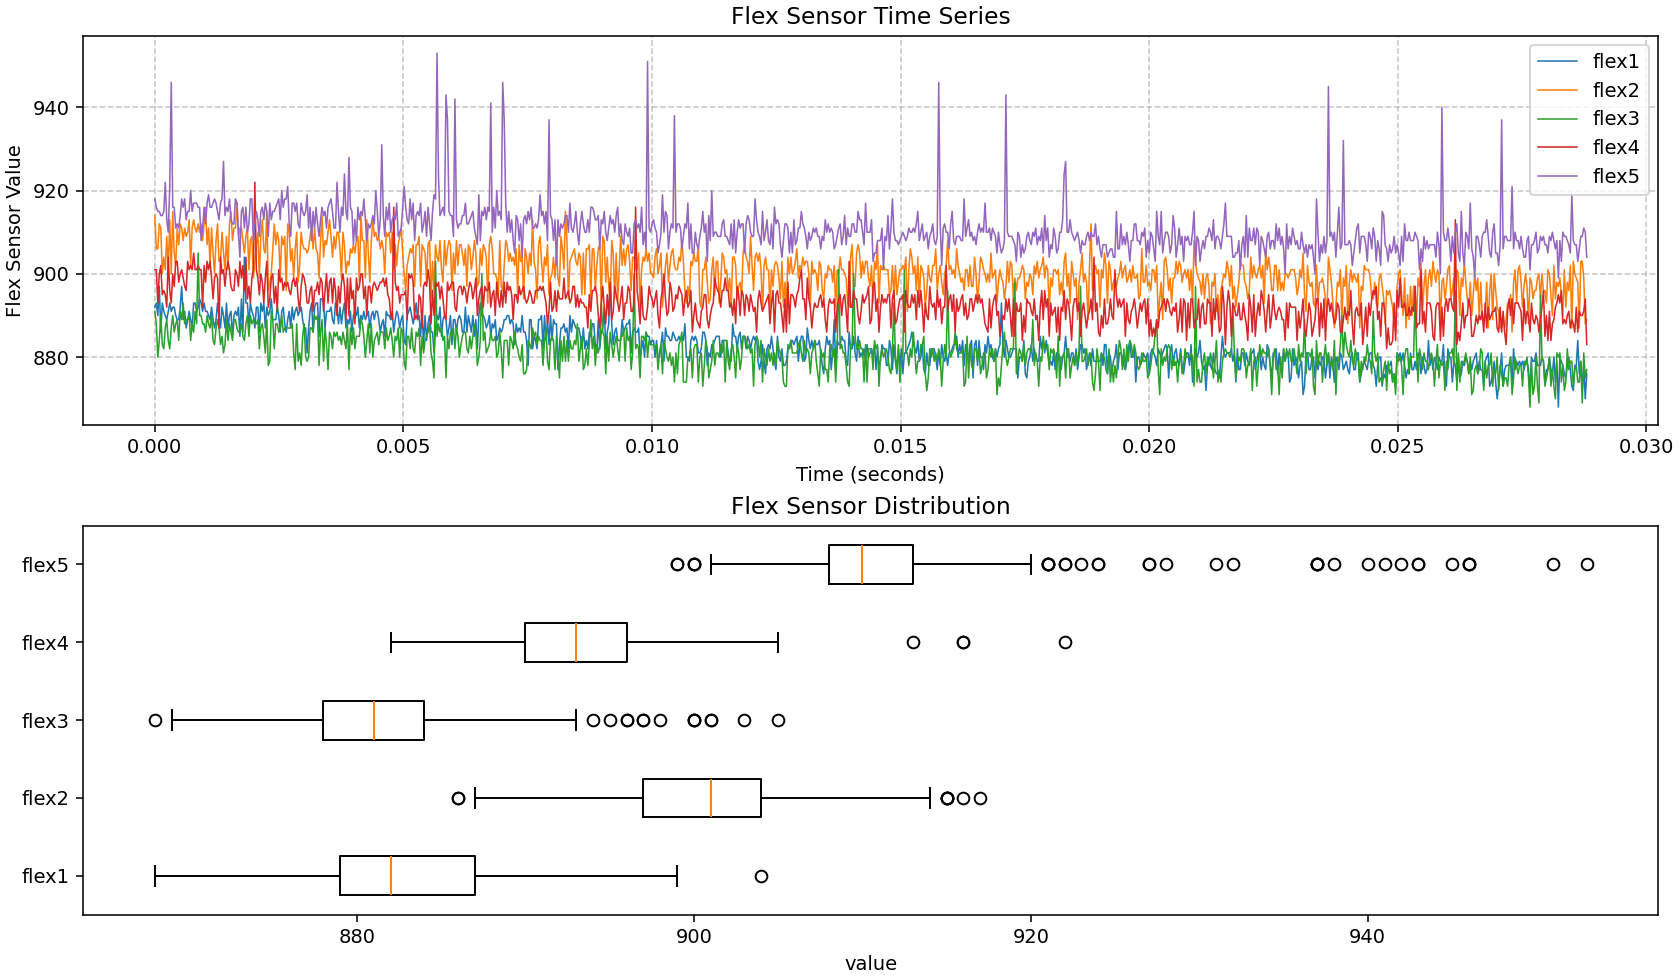 Flex Sensor Time Series
Flex Sensor Value
940
920
900
880
flex1
flex2
flex3
flex4
flex5
0.000 0.005 0.010 0.015 0.020 0.025 0.030
Time (seconds)
Flex Sensor Distribution
flex5
flex4
flex3
flex2
flex1
880 900 920 940
value